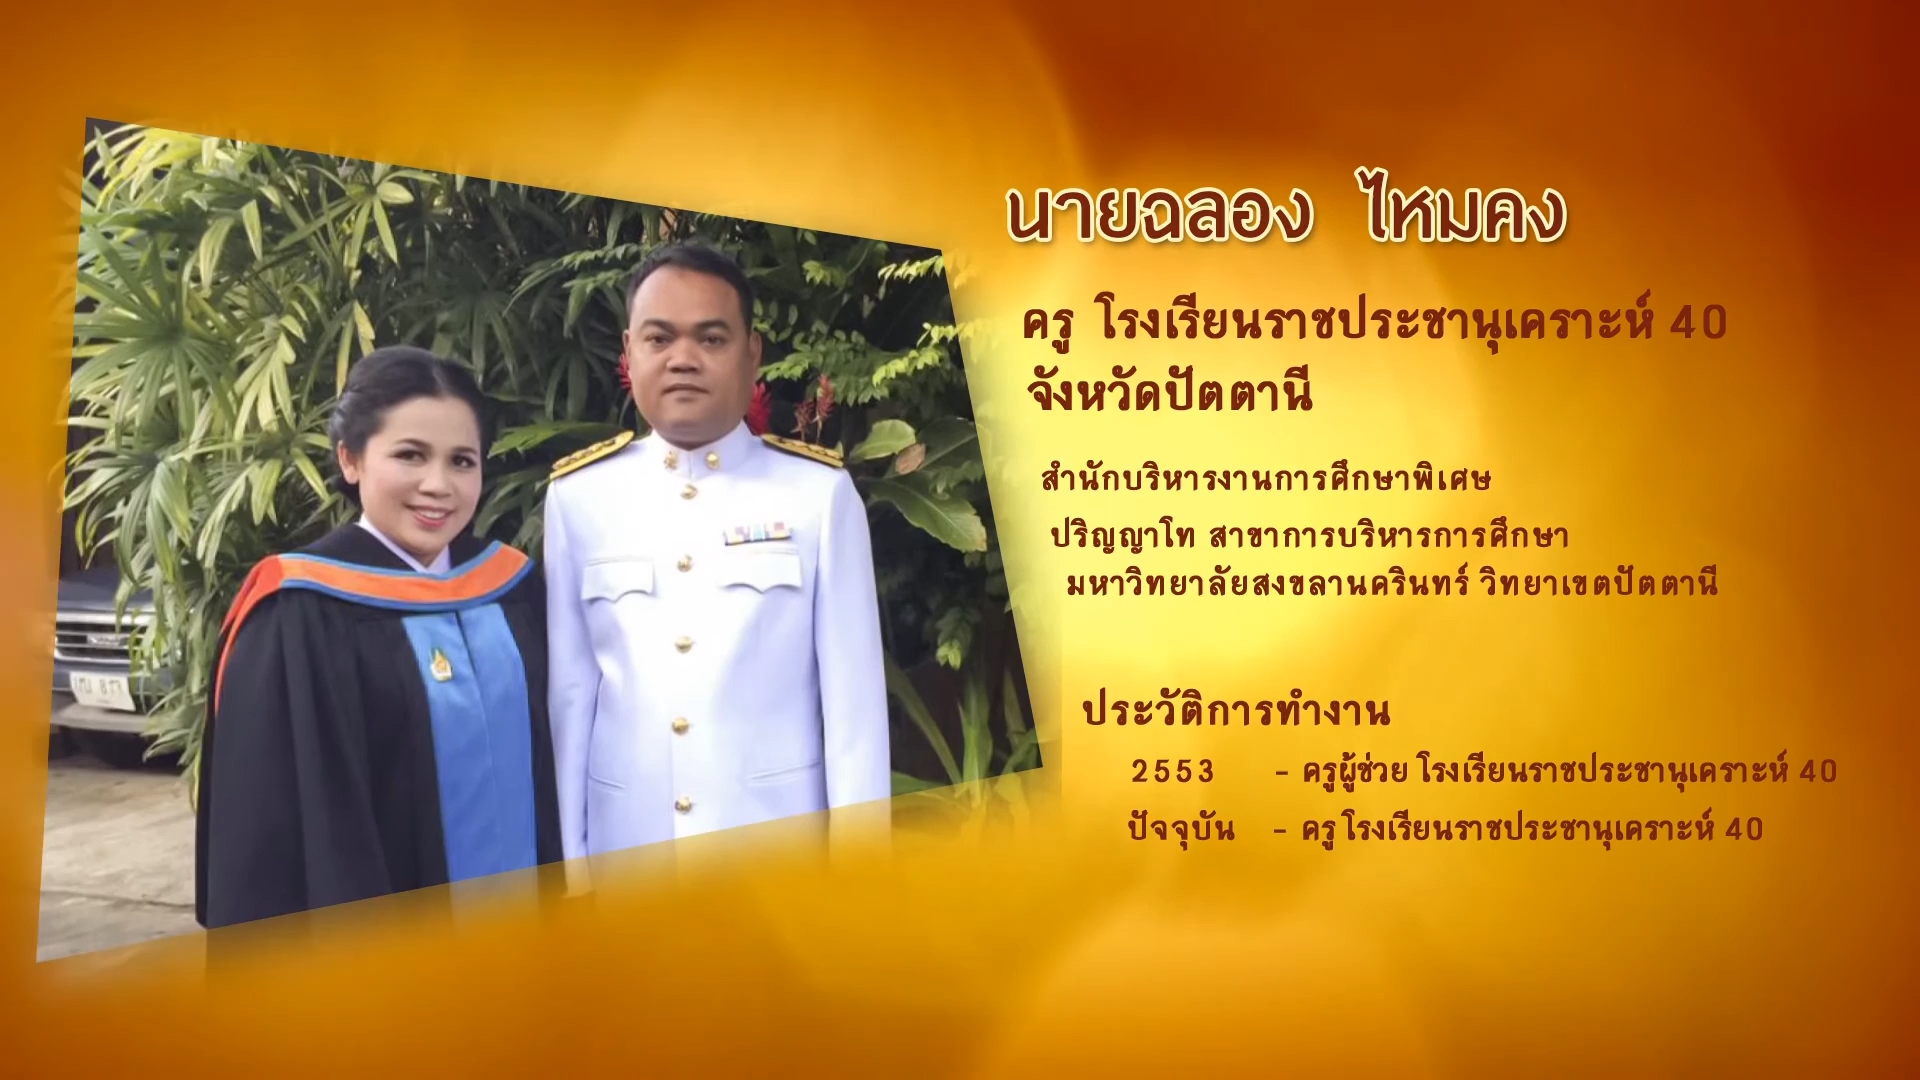 นายฉลอง ไหมคง
ครู โรงเรียนราชประชานุเคราะห์ 40
จังหวัดปัตตานี
สำนักบริหารงานการศึกษาพิเศษ
ปริญญาโท สาขาการบริหารการศึกษา
มหาวิทยาลัยสงขลานครินทร์ วิทยาเขตปัตตานี
ประวัติการทำงาน
2553 - ครูผู้ช่วย โรงเรียนราชประชานุเคราะห์ 40
ปัจจุบัน - ครู โรงเรียนราชประชานุเคราะห์ 40